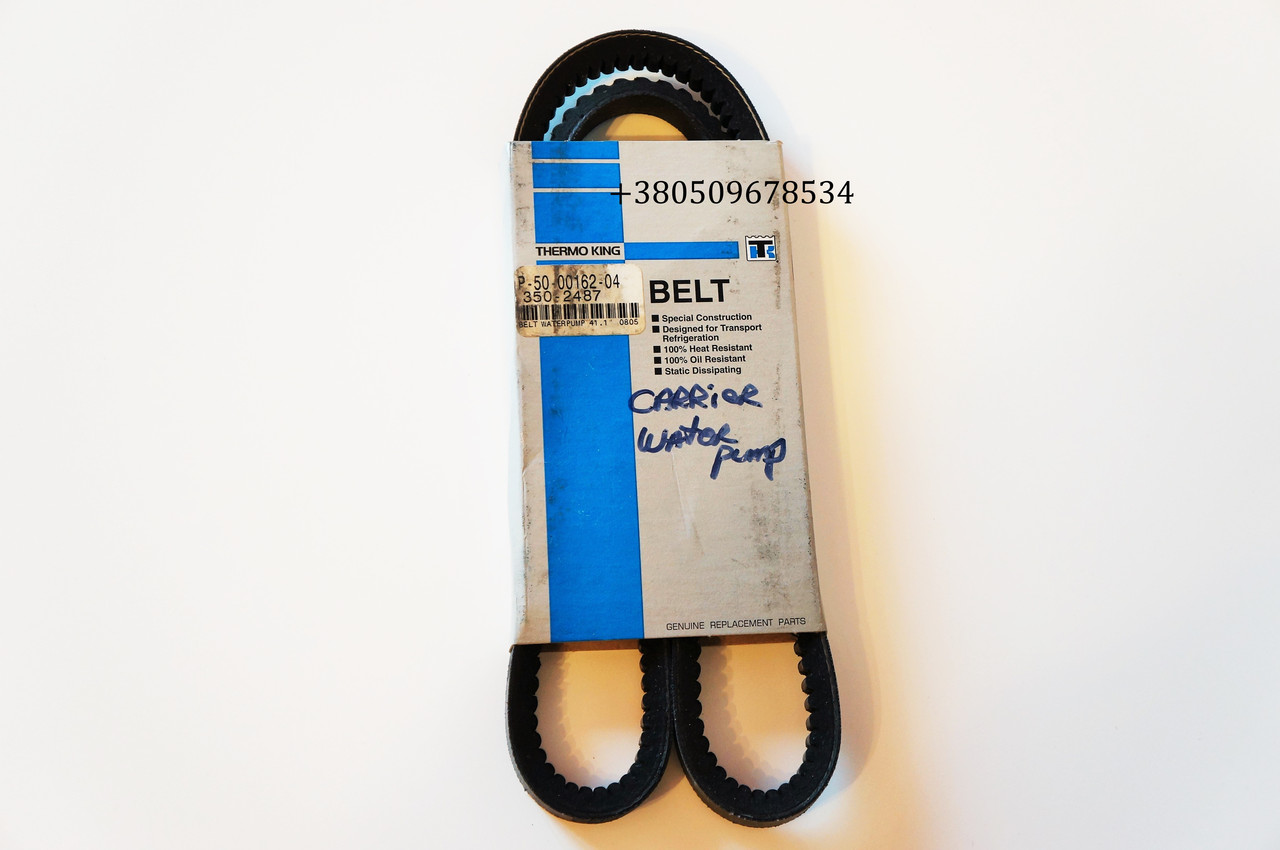 +380509678534
THERMO KING
TK
P-50-00162-04
350-2487
BELT WATERPUMP 41.1 0805
BELT
■ Special Construction
■ Designed for Transport
Refrigeration
■ 100% Heat Resistant
■ 100% Oil Resistant
■ Static Dissipating
CARRiER
WATER
pump
GENUINE REPLACEMENT PARTS